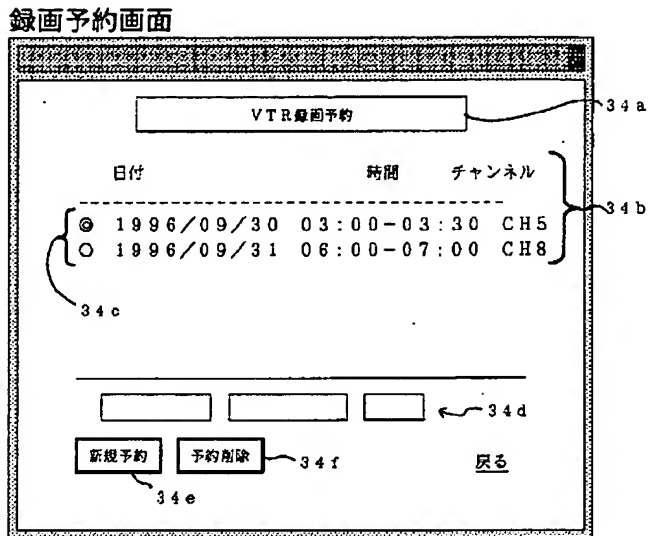 録画予約画面
VTR録画予約
34a
日付 時間 チャンネル
34b
◎ 1996/09/30 03:00-03:30 CH5
○ 1996/09/31 06:00-07:00 CH8
34c
34d
新規予約 予約削除 34f 戻る
34e